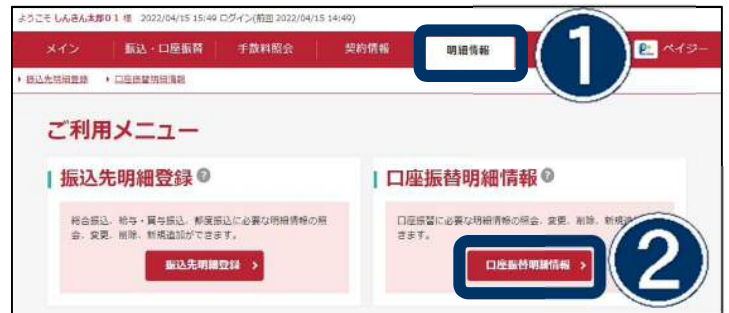 ようこそ しんきん太郎01 様 2022/04/15 15:49 ログイン(前回 2022/04/15 14:49)
メイン 振込・口座振替 手数料照会 契約情報 明細情報 1 ペイジー
振込先明細登録 口座振替明細情報
ご利用メニュー
振込先明細登録 ?
総合振込、給与・賞与振込、都度振込に必要な明細情報の照
会、変更、削除、新規追加ができます。
振込先明細登録
口座振替明細情報 ?
口座振替に必要な明細情報の照会、変更、削除、新規追
きます。
口座振替明細情報 2